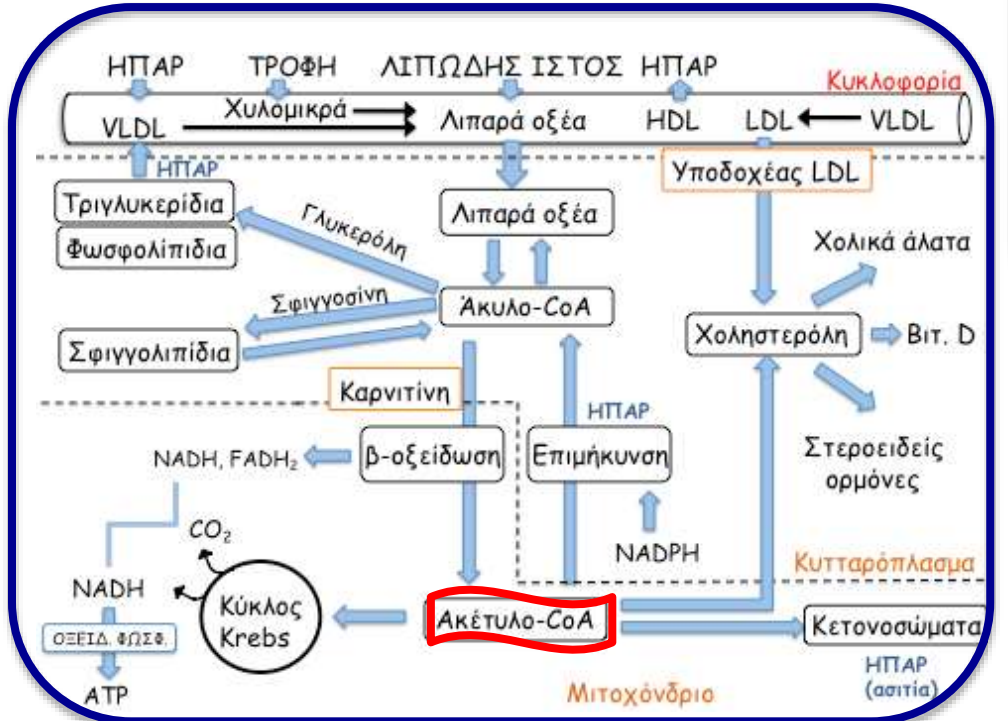 ΗΠΑΡ ΤΡΟΦΗ ΛΙΠΩΔΗΣ ΙΣΤΟΣ ΗΠΑΡ
Κυκλοφορία
Χυλομικρά
VLDL Λιπαρά οξέα HDL LDL VLDL
ΗΠΑΡ
Υποδοχέας LDL
Τριγλυκερίδια
Φωσφολίπιδια
Γλυκερόλη
Λιπαρά οξέα
Χολικά άλατα
Σφιγγοσίνη
Άκυλο-CoA
Σφιγγολιπίδια
Χοληστερόλη
Βιτ. D
Καρνιτίνη
ΗΠΑΡ
Στεροειδείς
ορμόνες
NADH, FADH₂
β-οξείδωση
Επιμήκυνση
CO₂
NADPH
Κυτταρόπλασμα
NADH
Κύκλος
Krebs
Ακέτυλο-CoA
Κετονοσώματα
ΟΞΕΙΔ. ΦΩΣΦ.
ΗΠΑΡ
(ασιτία)
ATP
Μιτοχόνδριο